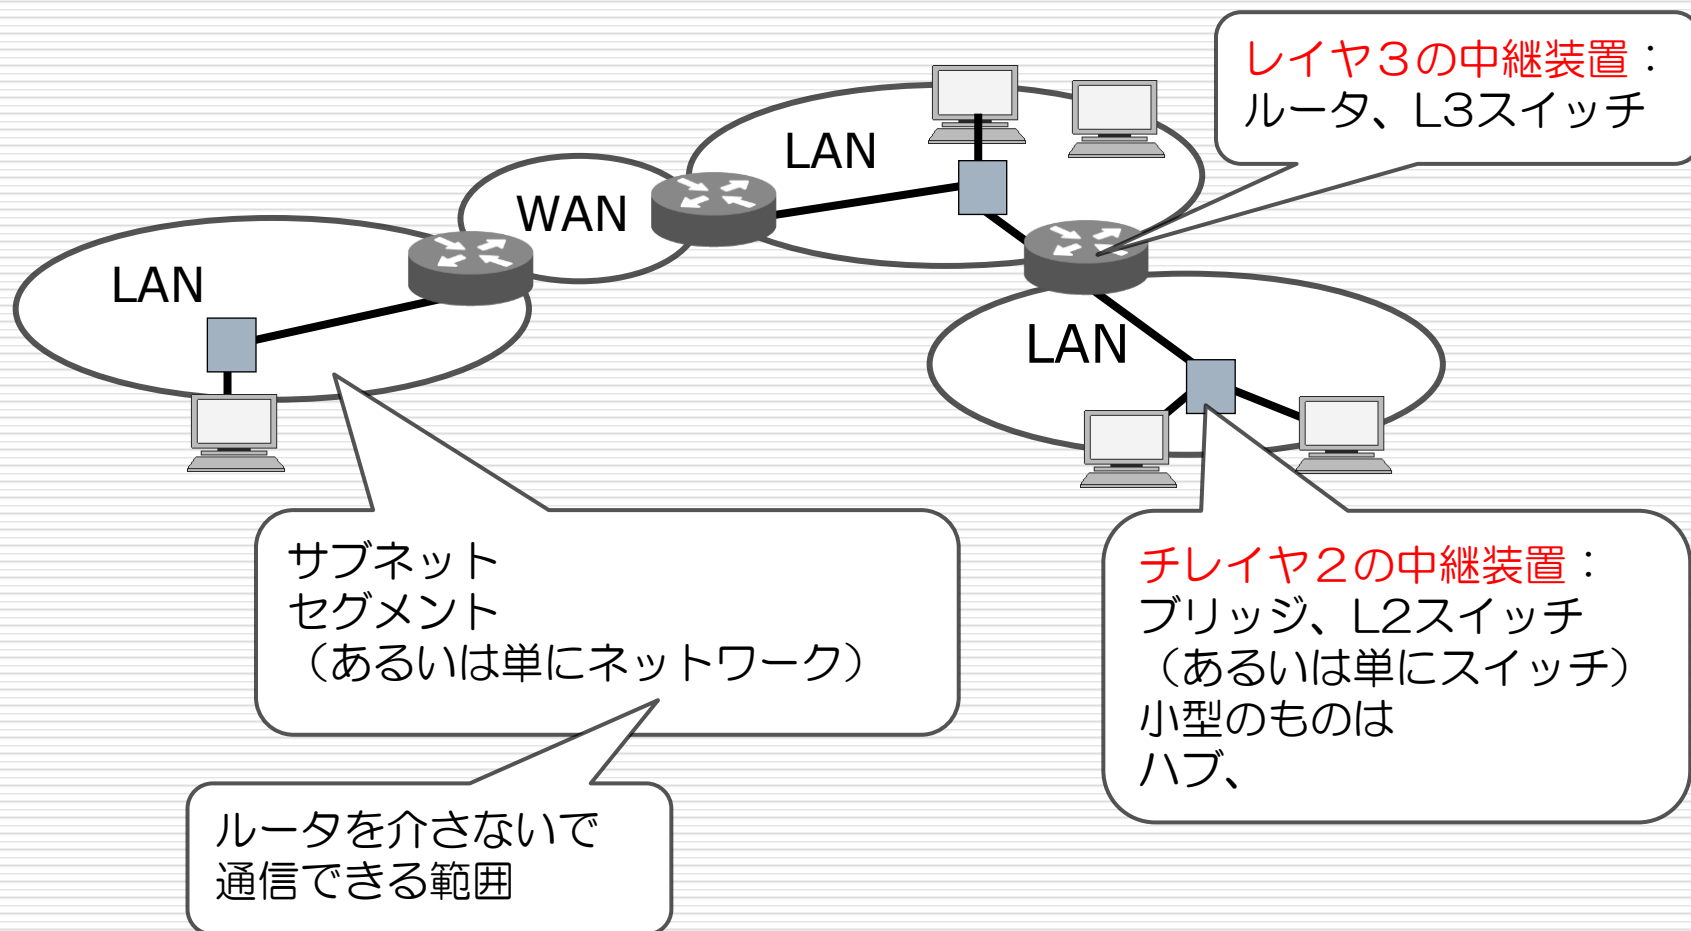 レイヤ3の中継装置：
ルータ、L3スイッチ
LAN
WAN
LAN
LAN
サブネット
セグメント
（あるいは単にネットワーク）
チレイヤ２の中継装置：
ブリッジ、L2スイッチ
（あるいは単にスイッチ）
小型のものは
ハブ、
ルータを介さないで
通信できる範囲